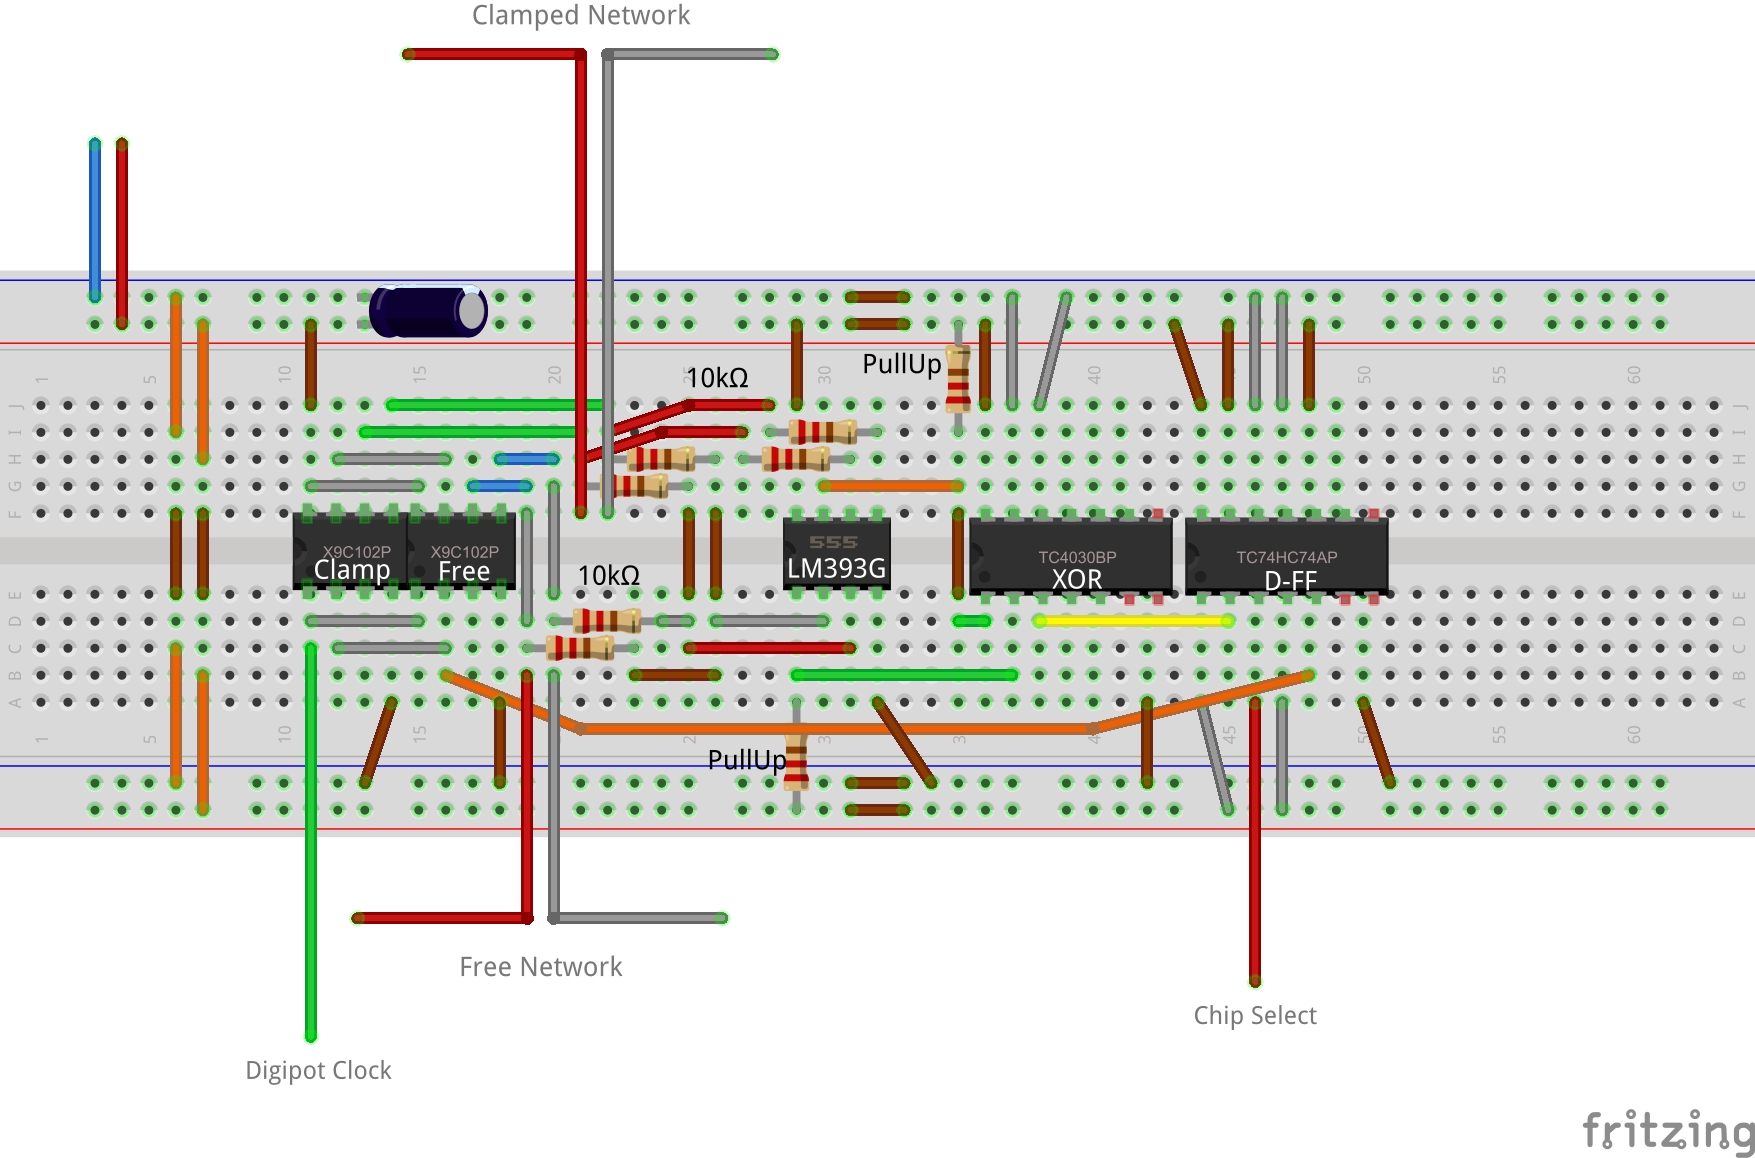 Clamped Network
PullUp
10kΩ
1 5 10 15 20 25 30 40 50 55 60
J J
I I
H H
G G
F F
X9C102P
Clamp
X9C102P
Free
555
LM393G
TC4030BP
XOR
TC74HC74AP
D-FF
10kΩ
E E
D D
C C
B B
A A
1 5 10 15 2 3 3 4 45 50 55 60
PullUp
Free Network
Chip Select
Digipot Clock
fritzing